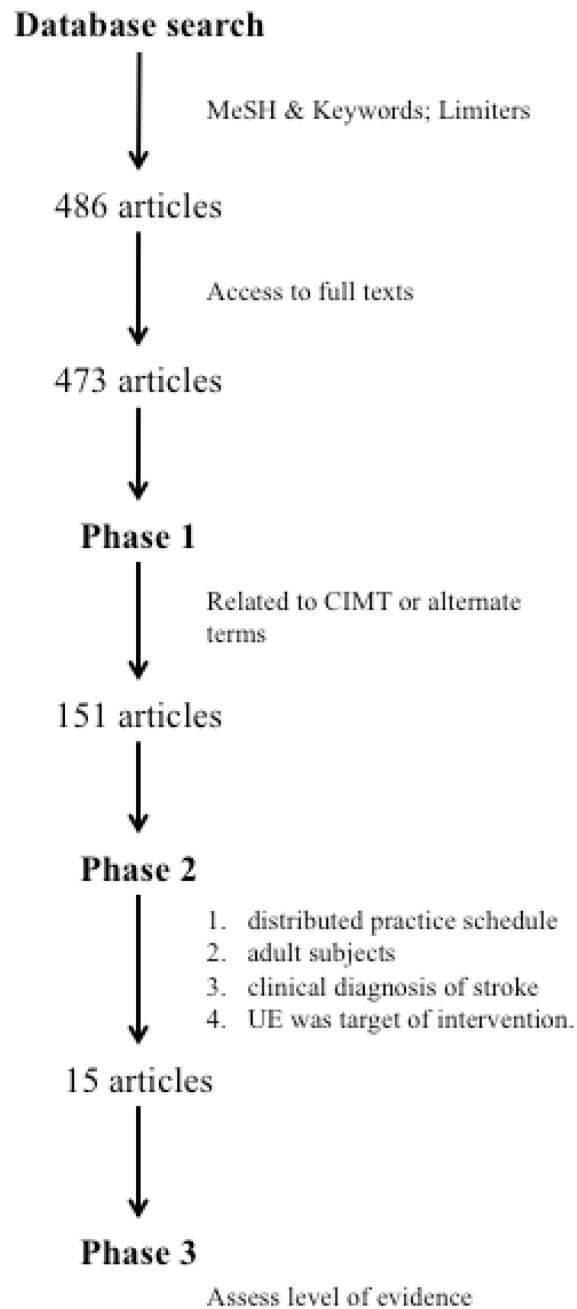 Database search
MeSH & Keywords; Limiters
486 articles
Access to full texts
473 articles
Phase 1
Related to CIMT or alternate
terms
151 articles
Phase 2
1. distributed practice schedule
2. adult subjects
3. clinical diagnosis of stroke
4. UE was target of intervention.
15 articles
Phase 3
Assess level of evidence